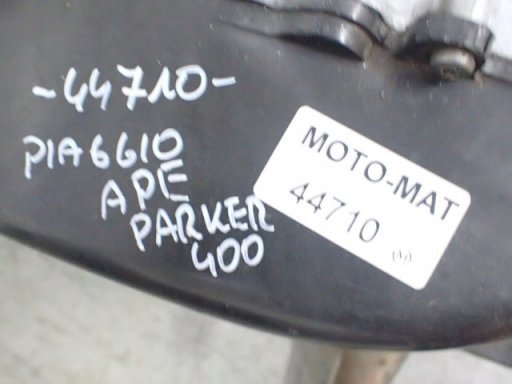 -44710-
PIAGGIO
APE
PARKER
400
MOTO-MAT
44710 (M)